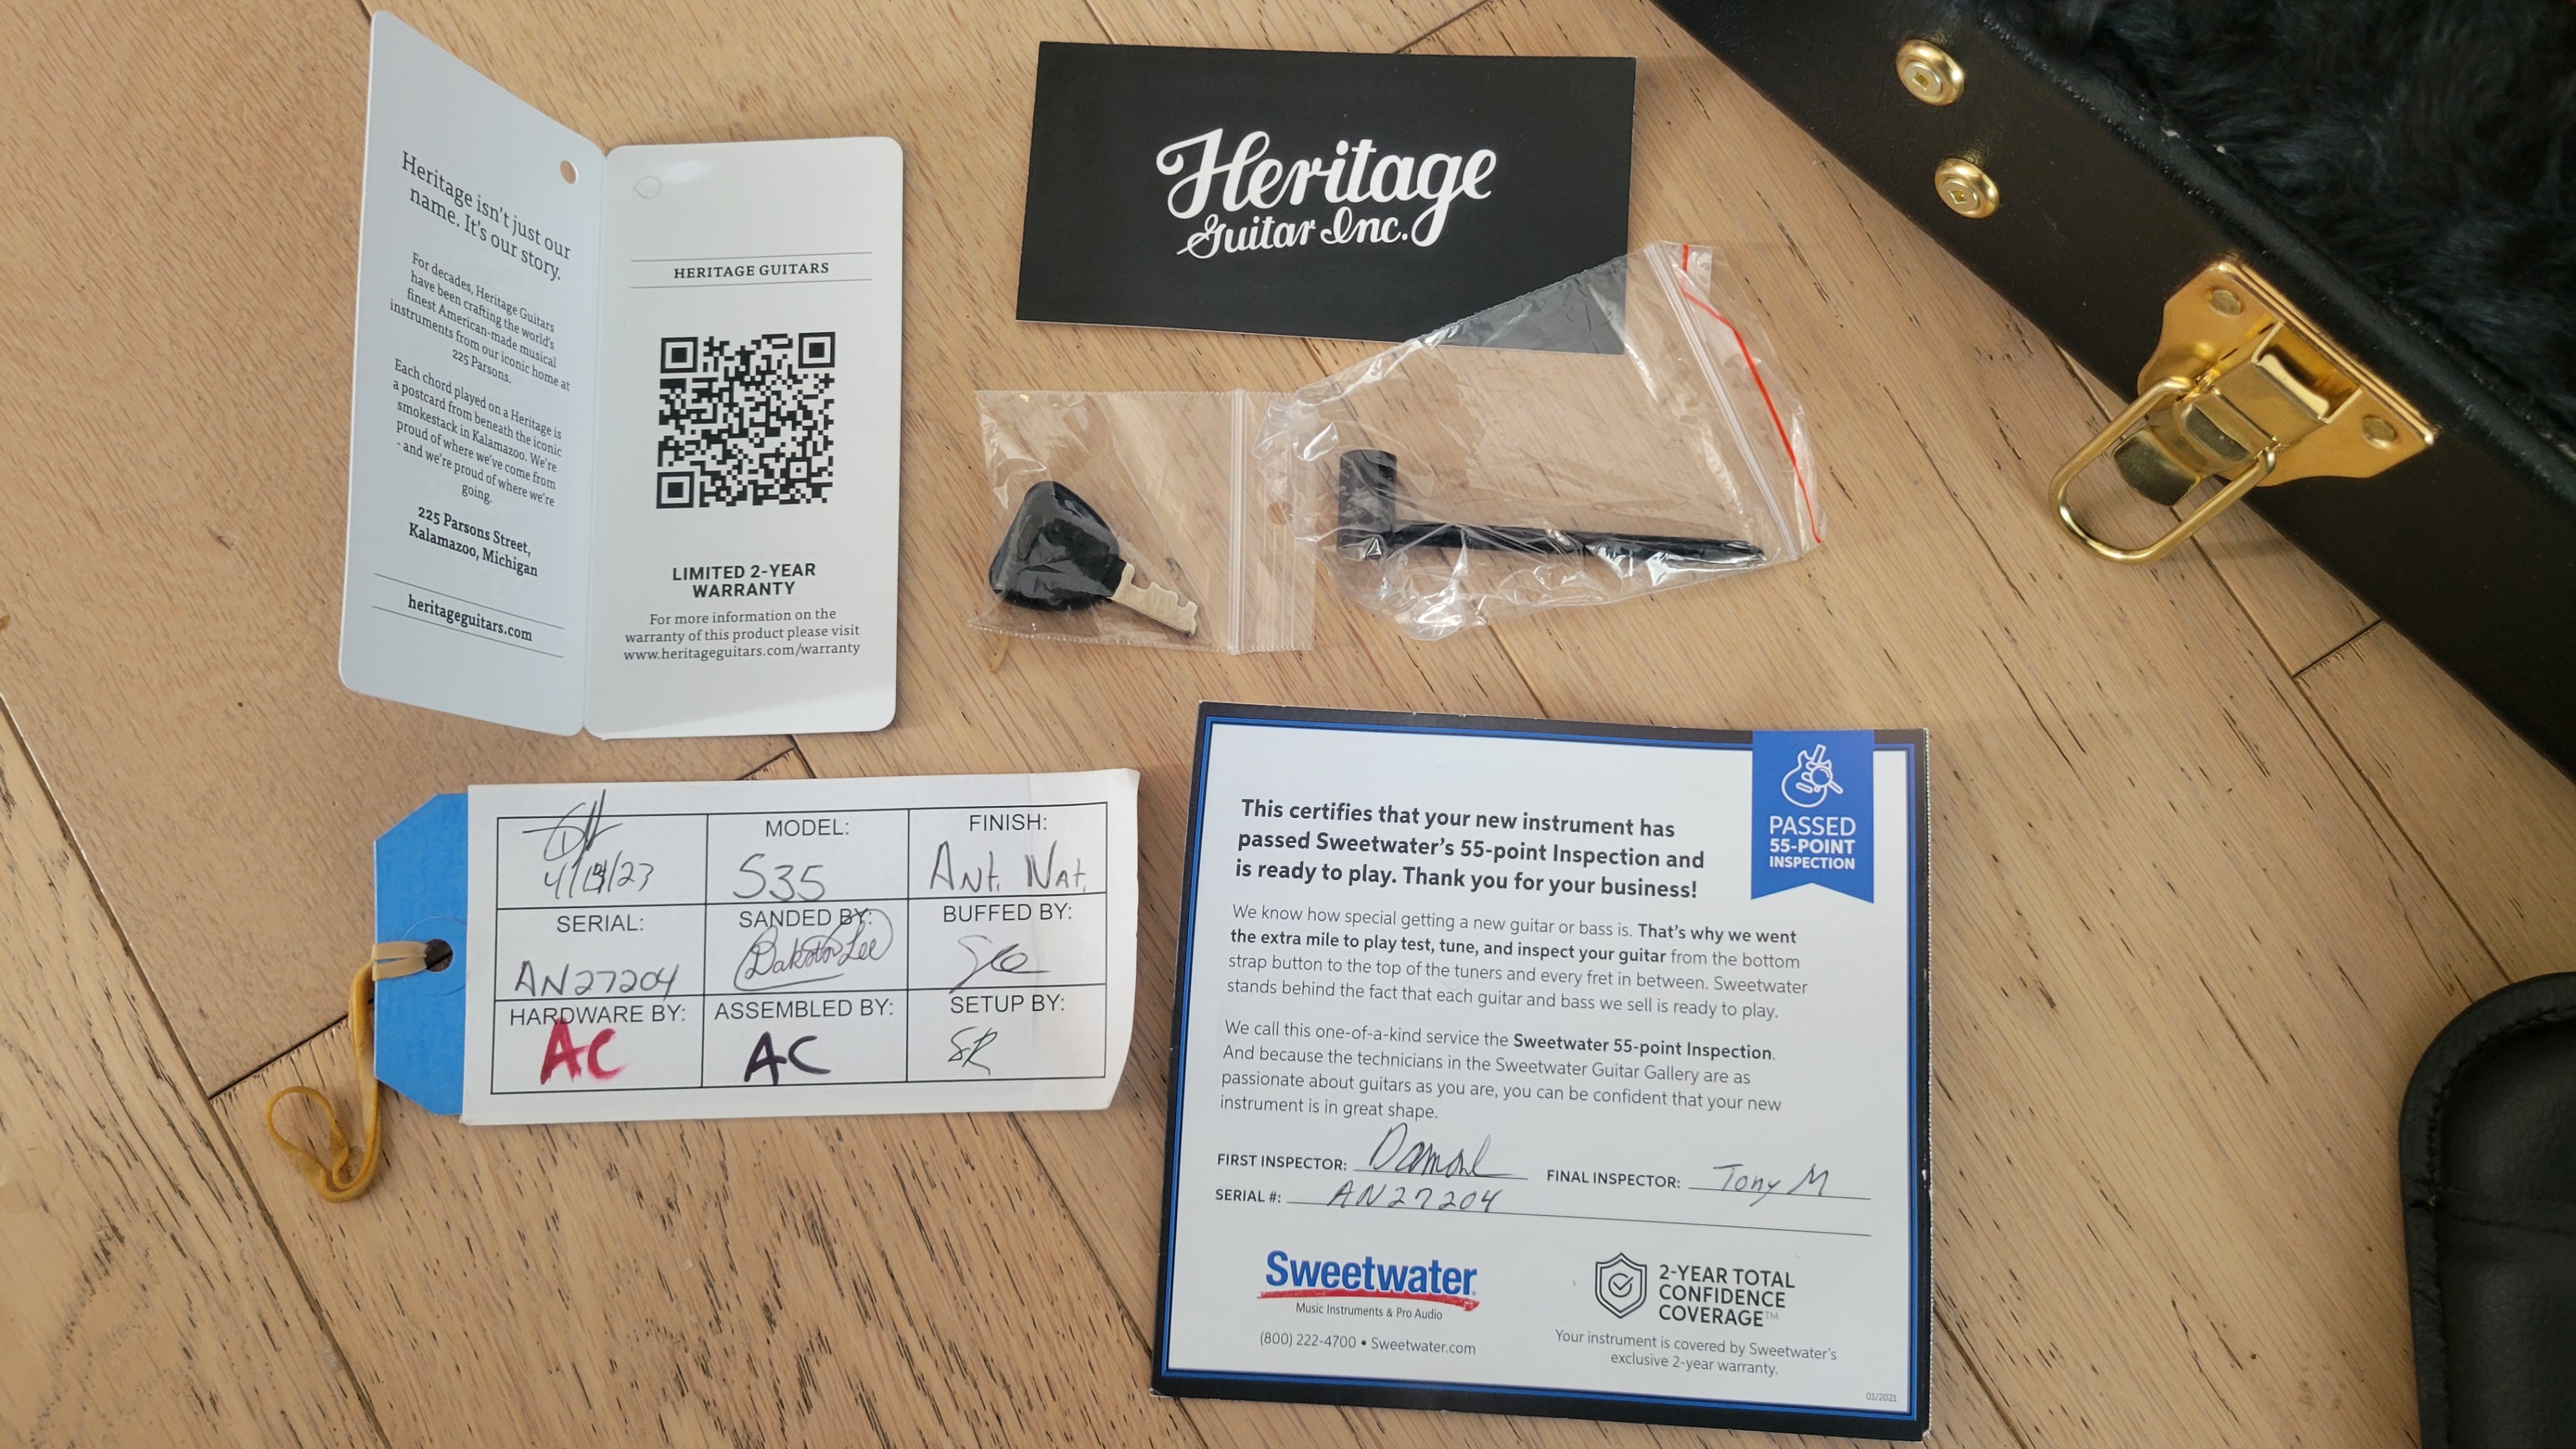 Heritage isn't just our
name. It's our story.
For decades, Heritage Guitars
have been crafting the world's
finest American-made musical
instruments from our iconic home at
225 Parsons.
Each chord played on a Heritage is
a postcard from beneath the iconic
smokestack in Kalamazoo. We're
proud of where we've come from
- and we're proud of where we're
going.
225 Parsons Street,
Kalamazoo, Michigan
heritageguitars.com
HERITAGE GUITARS
LIMITED 2-YEAR
WARRANTY
For more information on the
warranty of this product please visit
www.heritageguitars.com/warranty
Heritage
Guitar Inc.
MODEL:
S35
FINISH:
Ant. Nat.
SERIAL:
AN27204
SANDED BY:
Dakota Lee
BUFFED BY:
HARDWARE BY:
AC
ASSEMBLED BY:
AC
SETUP BY:
SR
This certifies that your new instrument has
passed Sweetwater's 55-point Inspection and
is ready to play. Thank you for your business!
PASSED
55-POINT
INSPECTION
We know how special getting a new guitar or bass is. That's why we went
the extra mile to play test, tune, and inspect your guitar from the bottom
strap button to the top of the tuners and every fret in between. Sweetwater
stands behind the fact that each guitar and bass we sell is ready to play.
We call this one-of-a-kind service the Sweetwater 55-point Inspection.
And because the technicians in the Sweetwater Guitar Gallery are as
passionate about guitars as you are, you can be confident that your new
instrument is in great shape.
FIRST INSPECTOR:
FINAL INSPECTOR: Tony M
SERIAL #: AN27204
Sweetwater
Music Instruments & Pro Audio
(800) 222-4700 • Sweetwater.com
2-YEAR TOTAL
CONFIDENCE
COVERAGE™
Your instrument is covered by Sweetwater's
exclusive 2-year warranty.
01/2021